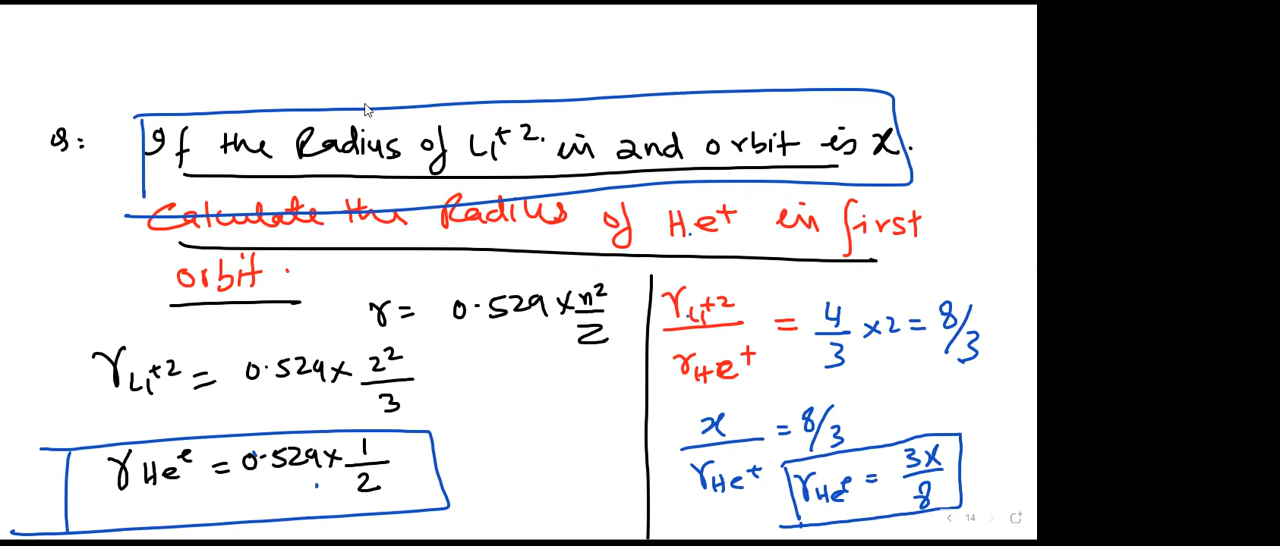 Q: If the Radius of Li+2. in 2nd orbit is x.
Calculate the Radius of H.e+ in first
orbit.
r = 0.529 × n²/Z
rLi+2 = 0.529 × 2²/3
rHe+ = 0.529 × 1/2
rLi+2/rHe+ = 4/3 × 2 = 8/3
x/rHe+ = 8/3
rHe+ = 3x/8
< 14 >